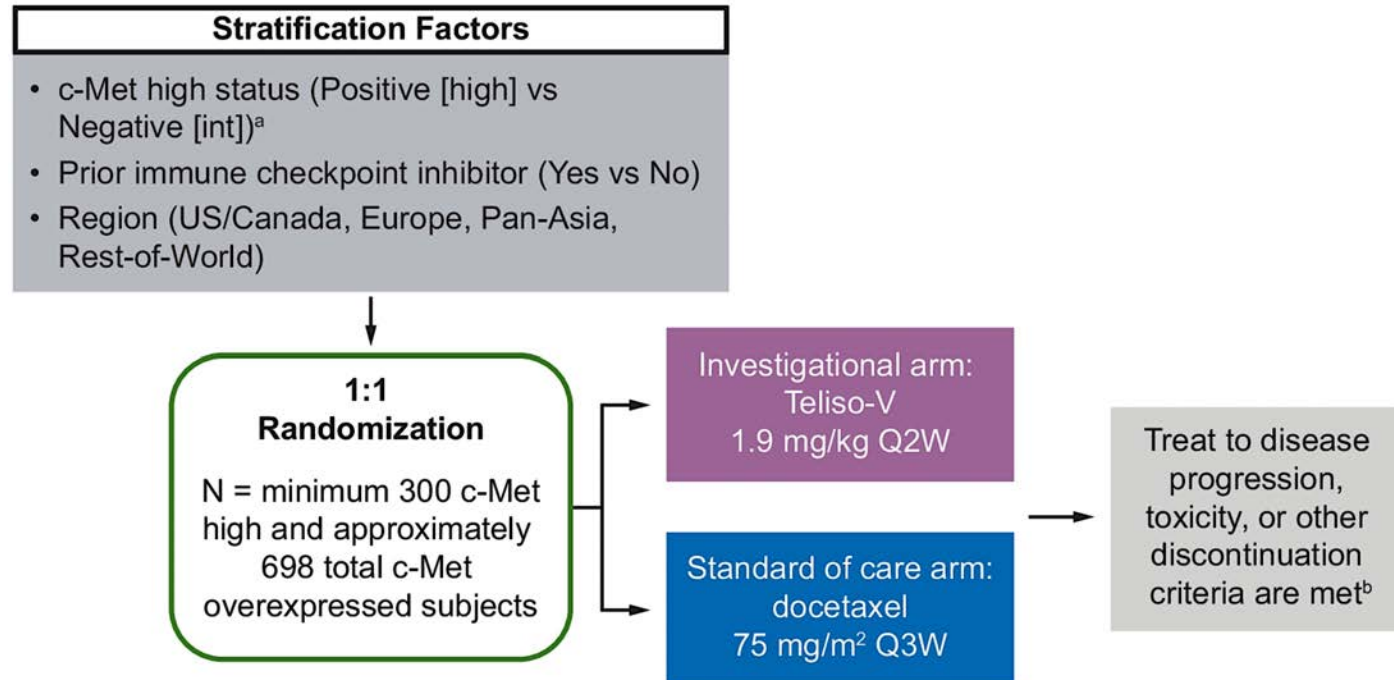 Stratification Factors
• c-Met high status (Positive [high] vs
Negative [int])ᵃ
• Prior immune checkpoint inhibitor (Yes vs No)
• Region (US/Canada, Europe, Pan-Asia,
Rest-of-World)
1:1
Randomization
N = minimum 300 c-Met
high and approximately
698 total c-Met
overexpressed subjects
Investigational arm:
Teliso-V
1.9 mg/kg Q2W
Standard of care arm:
docetaxel
75 mg/m² Q3W
Treat to disease
progression,
toxicity, or other
discontinuation
criteria are metᵇ